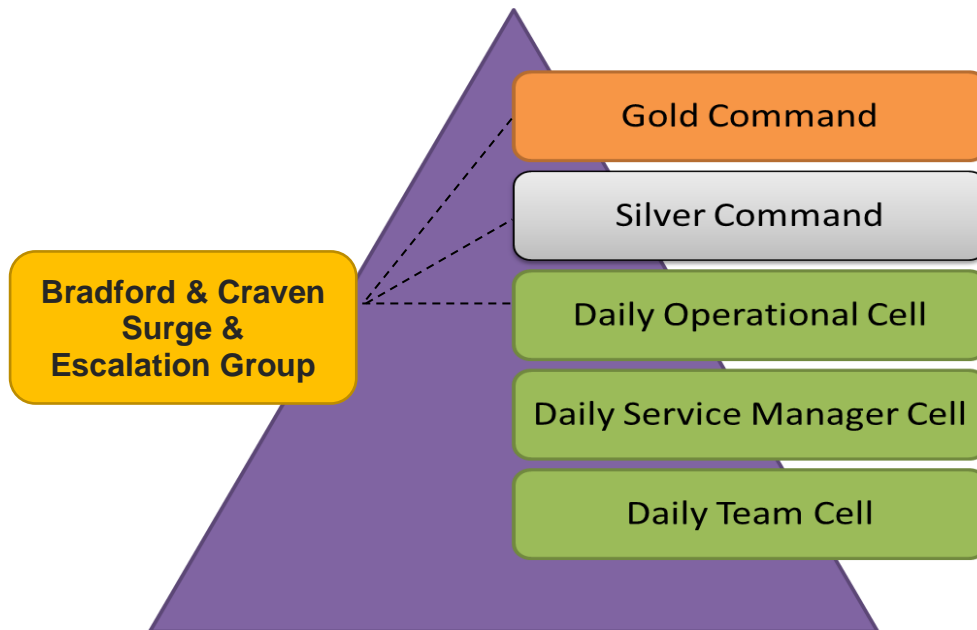 Gold Command
Silver Command
Bradford & Craven
Surge &
Escalation Group
Daily Operational Cell
Daily Service Manager Cell
Daily Team Cell